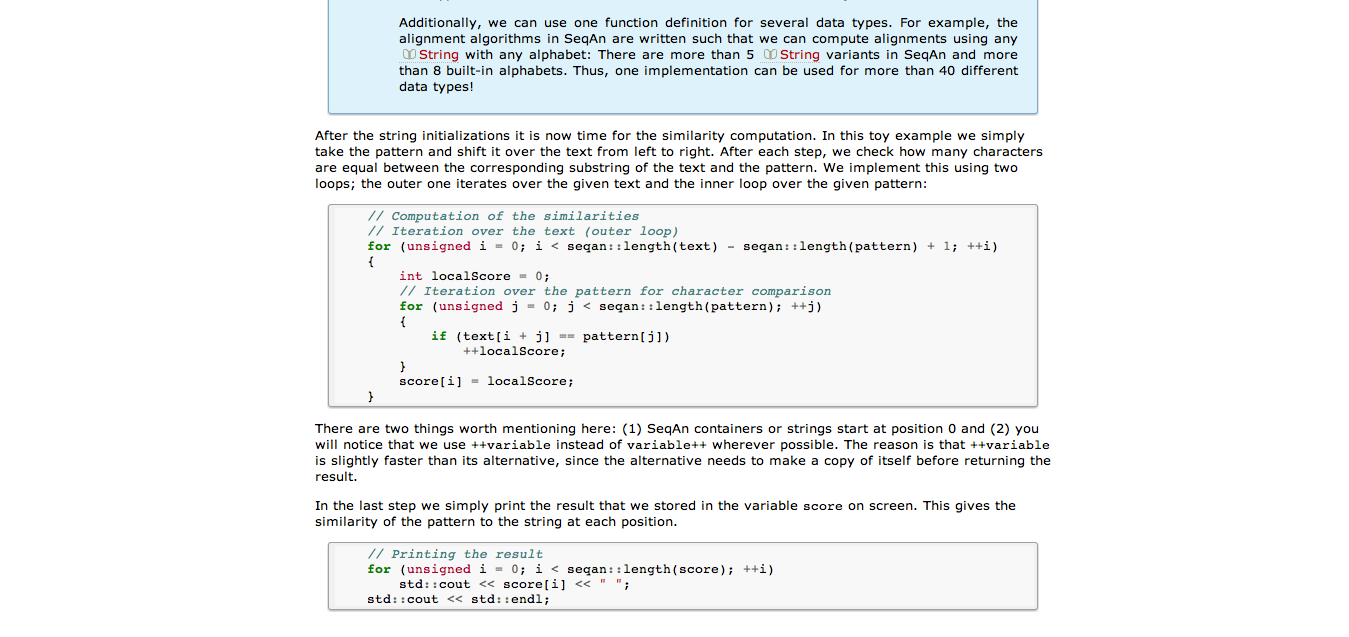 Additionally, we can use one function definition for several data types. For example, the
alignment algorithms in SeqAn are written such that we can compute alignments using any
String with any alphabet: There are more than 5 String variants in SeqAn and more
than 8 built-in alphabets. Thus, one implementation can be used for more than 40 different
data types!
After the string initializations it is now time for the similarity computation. In this toy example we simply
take the pattern and shift it over the text from left to right. After each step, we check how many characters
are equal between the corresponding substring of the text and the pattern. We implement this using two
loops; the outer one iterates over the given text and the inner loop over the given pattern:
// Computation of the similarities
// Iteration over the text (outer loop)
for (unsigned i = 0; i < seqan::length(text) - seqan::length(pattern) + 1; ++i)
{
    int localScore = 0;
    // Iteration over the pattern for character comparison
    for (unsigned j = 0; j < seqan::length(pattern); ++j)
    {
        if (text[i + j] == pattern[j])
            ++localScore;
    }
    score[i] = localScore;
}
There are two things worth mentioning here: (1) SeqAn containers or strings start at position 0 and (2) you
will notice that we use ++variable instead of variable++ wherever possible. The reason is that ++variable
is slightly faster than its alternative, since the alternative needs to make a copy of itself before returning the
result.
In the last step we simply print the result that we stored in the variable score on screen. This gives the
similarity of the pattern to the string at each position.
// Printing the result
for (unsigned i = 0; i < seqan::length(score); ++i)
    std::cout << score[i] << " ";
std::cout << std::endl;